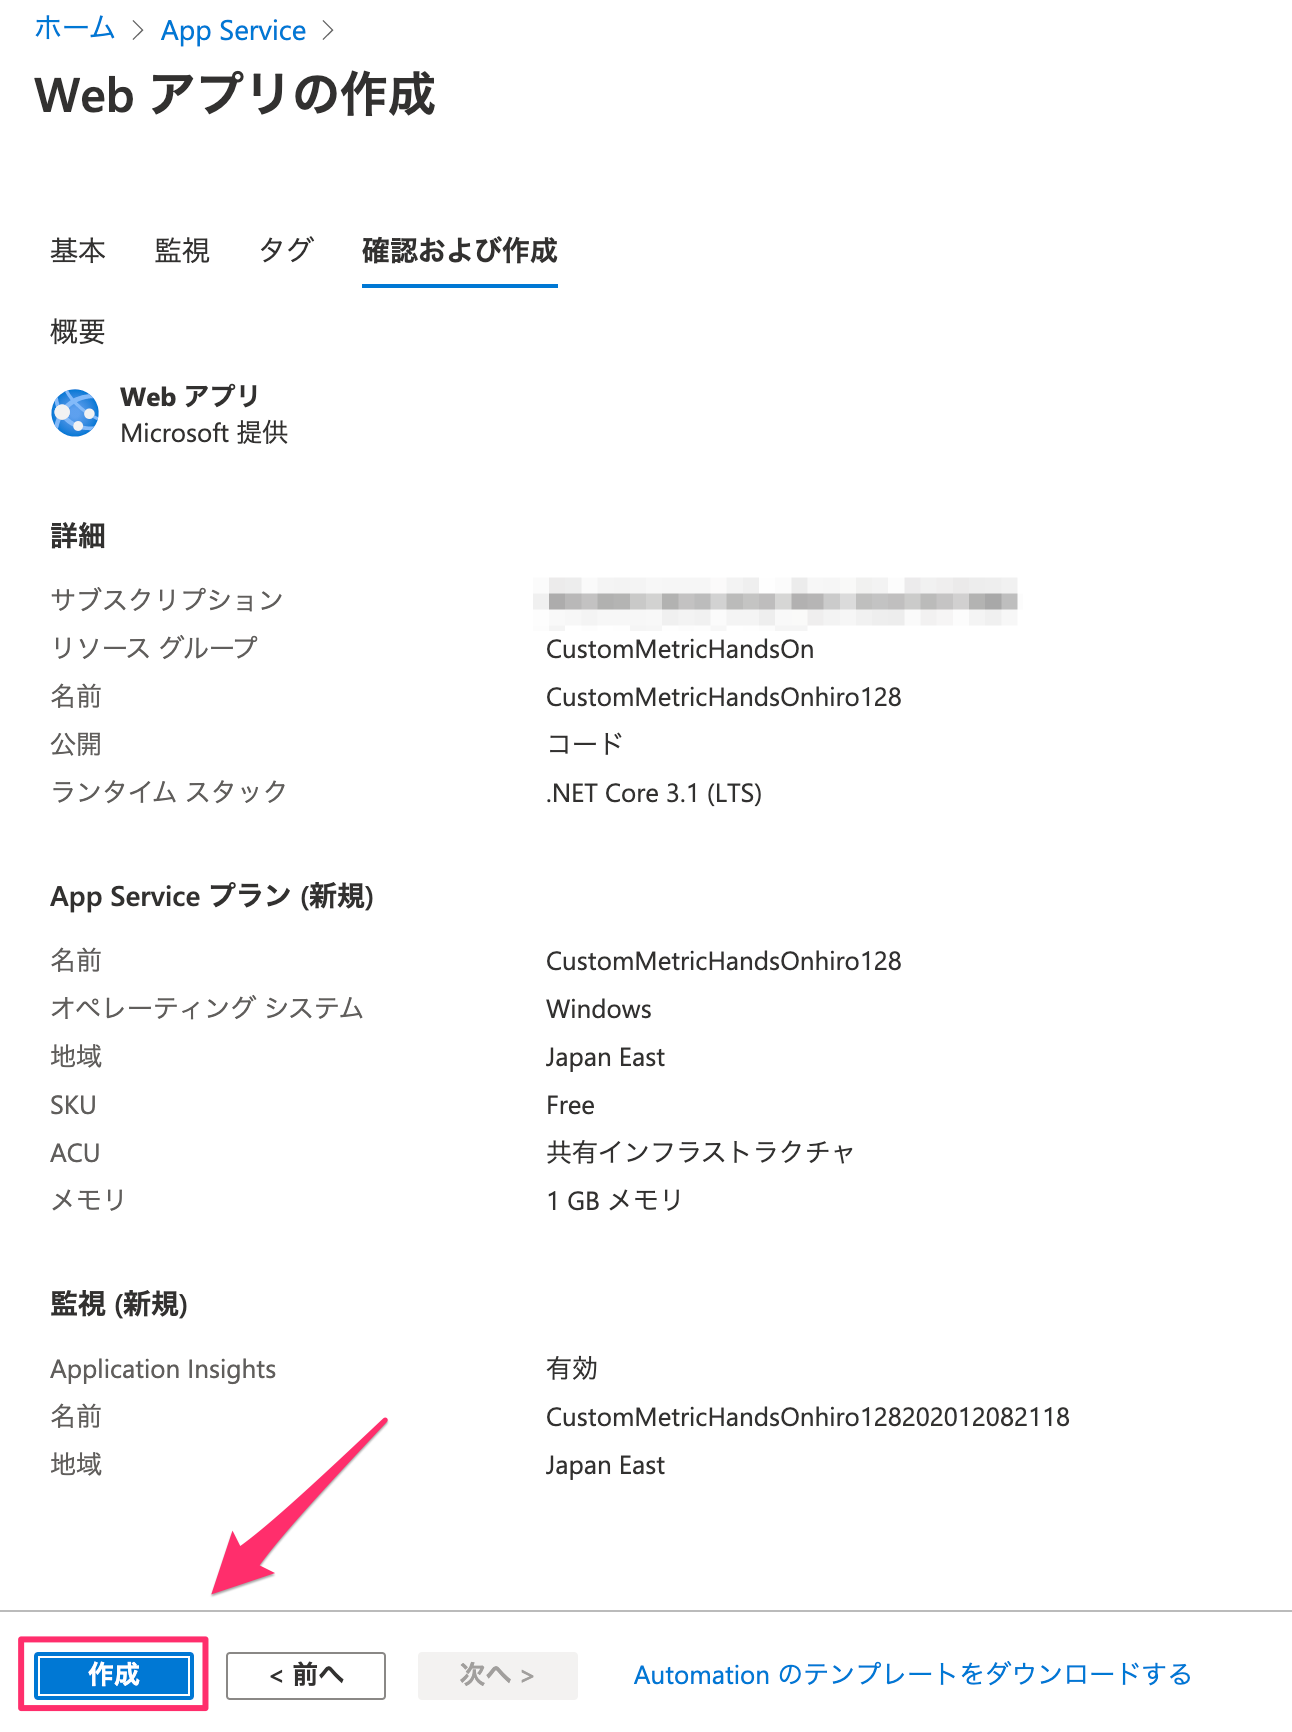 ホーム > App Service >
Web アプリの作成
基本 監視 タグ 確認および作成
概要
Web アプリ
Microsoft 提供
詳細
サブスクリプション
リソース グループ CustomMetricHandsOn
名前 CustomMetricHandsOnhiro128
公開 コード
ランタイム スタック .NET Core 3.1 (LTS)
App Service プラン (新規)
名前 CustomMetricHandsOnhiro128
オペレーティング システム Windows
地域 Japan East
SKU Free
ACU 共有インフラストラクチャ
メモリ 1 GB メモリ
監視 (新規)
Application Insights 有効
名前 CustomMetricHandsOnhiro128202012082118
地域 Japan East
作成 < 前へ 次へ > Automation のテンプレートをダウンロードする